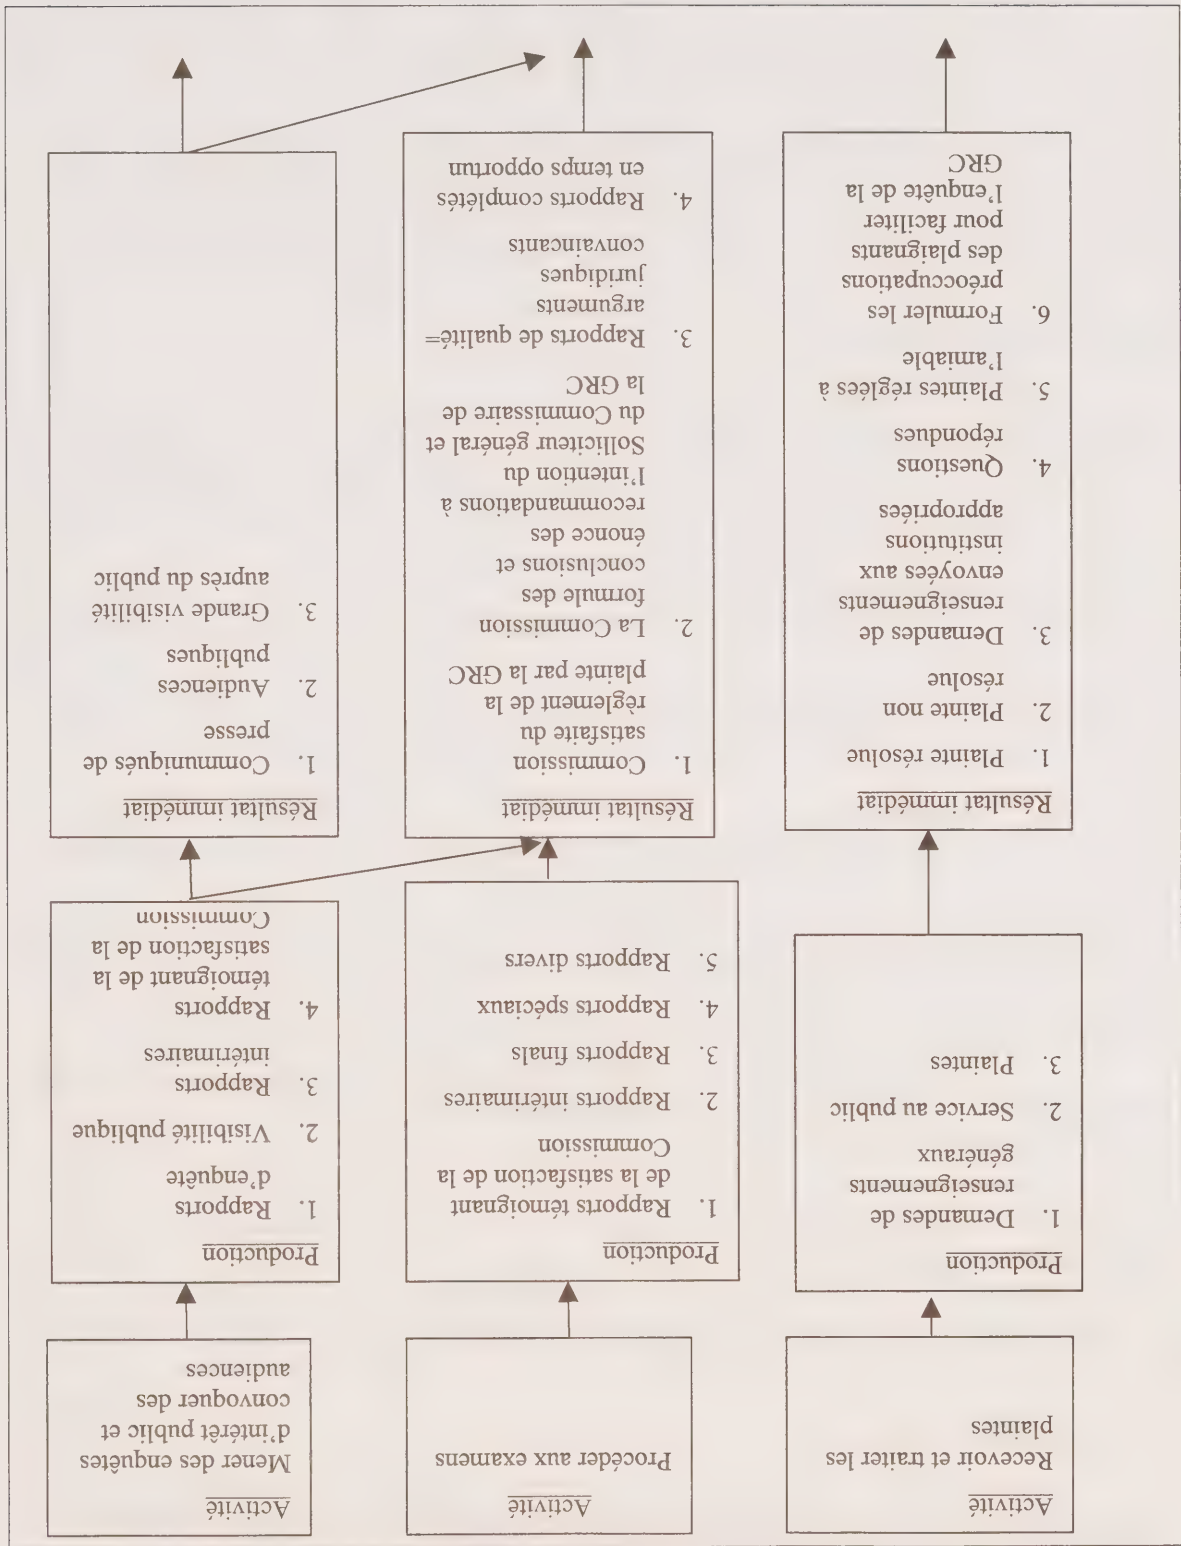 Activité
Recevoir et traiter les
plaintes
Activité
Procéder aux examens
Activité
Mener des enquêtes
d'intérêt public et
convoquer des
audiences
Production
1. Demandes de
renseignements
généraux
2. Service au public
3. Plaintes
Production
1. Rapports témoignant
de la satisfaction de la
Commission
2. Rapports intérimaires
3. Rapports finals
4. Rapports spéciaux
5. Rapports divers
Production
1. Rapports
d'enquête
2. Visibilité publique
3. Rapports
intérimaires
4. Rapports
témoignant de la
satisfaction de la
Commission
Résultat immédiat
1. Plainte résolue
2. Plainte non
résolue
3. Demandes de
renseignements
envoyées aux
institutions
appropriées
4. Questions
répondues
5. Plaintes réglées à
l'amiable
6. Formuler les
préoccupations
des plaignants
pour faciliter
l'enquête de la
GRC
Résultat immédiat
1. Commission
satisfaite du
règlement de la
plainte par la GRC
2. La Commission
formule des
conclusions et
énonce des
recommandations à
l'intention du
Solliciteur général et
du Commissaire de
la GRC
3. Rapports de qualité=
arguments
juridiques
convaincants
4. Rapports complétés
en temps opportun
Résultat immédiat
1. Communiqués de
presse
2. Audiences
publiques
3. Grande visibilité
auprès du public